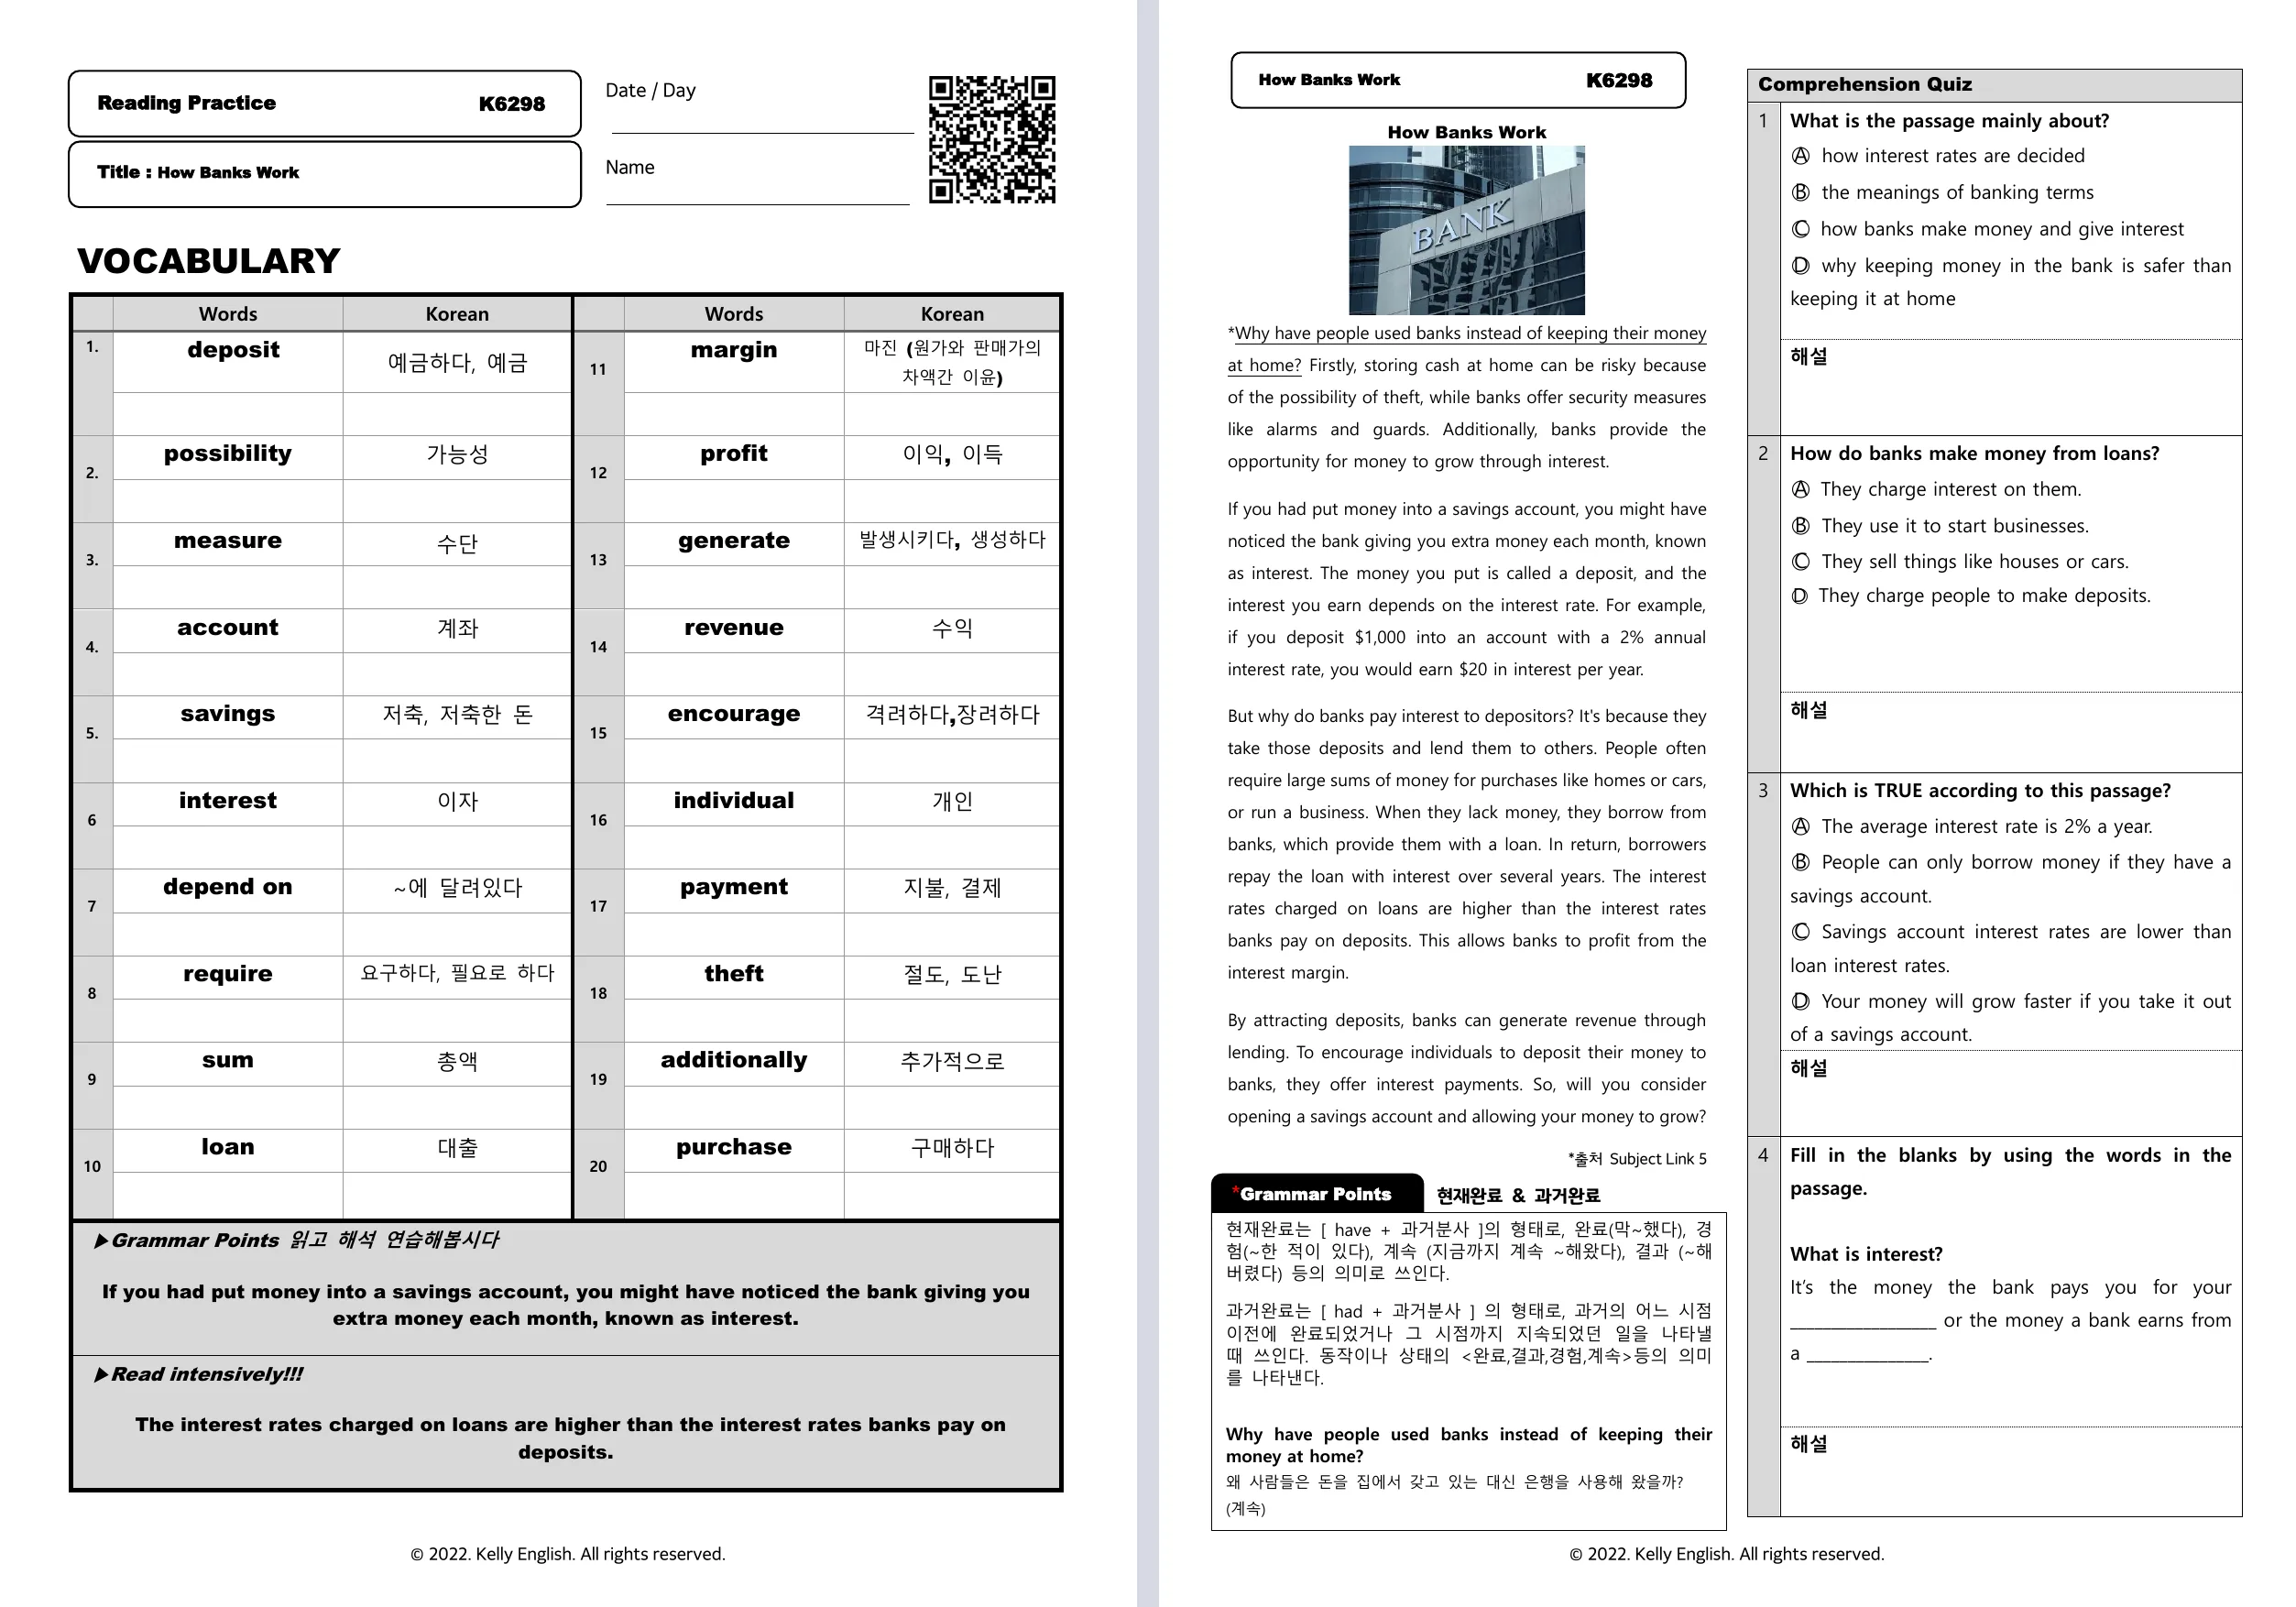 Reading Practice K6298
Title : How Banks Work
Date / Day
Name
VOCABULARY
Words Korean Words Korean
1. deposit 예금하다, 예금 11 margin 마진 (원가와 판매가의
차액간 이윤)
2. possibility 가능성 12 profit 이익, 이득
3. measure 수단 13 generate 발생시키다, 생성하다
4. account 계좌 14 revenue 수익
5. savings 저축, 저축한 돈 15 encourage 격려하다,장려하다
6 interest 이자 16 individual 개인
7 depend on ~에 달려있다 17 payment 지불, 결제
8 require 요구하다, 필요로 하다 18 theft 절도, 도난
9 sum 총액 19 additionally 추가적으로
10 loan 대출 20 purchase 구매하다
▶Grammar Points 읽고 해석 연습해봅시다
If you had put money into a savings account, you might have noticed the bank giving you
extra money each month, known as interest.
▶Read intensively!!!
The interest rates charged on loans are higher than the interest rates banks pay on
deposits.
© 2022. Kelly English. All rights reserved.
How Banks Work K6298
How Banks Work
BANK
*Why have people used banks instead of keeping their money
at home? Firstly, storing cash at home can be risky because
of the possibility of theft, while banks offer security measures
like alarms and guards. Additionally, banks provide the
opportunity for money to grow through interest.
If you had put money into a savings account, you might have
noticed the bank giving you extra money each month, known
as interest. The money you put is called a deposit, and the
interest you earn depends on the interest rate. For example,
if you deposit $1,000 into an account with a 2% annual
interest rate, you would earn $20 in interest per year.
But why do banks pay interest to depositors? It's because they
take those deposits and lend them to others. People often
require large sums of money for purchases like homes or cars,
or run a business. When they lack money, they borrow from
banks, which provide them with a loan. In return, borrowers
repay the loan with interest over several years. The interest
rates charged on loans are higher than the interest rates
banks pay on deposits. This allows banks to profit from the
interest margin.
By attracting deposits, banks can generate revenue through
lending. To encourage individuals to deposit their money to
banks, they offer interest payments. So, will you consider
opening a savings account and allowing your money to grow?
*출처 Subject Link 5
*Grammar Points 현재완료 & 과거완료
현재완료는 [ have + 과거분사 ]의 형태로, 완료(막~했다), 경
험(~한 적이 있다), 계속 (지금까지 계속 ~해왔다), 결과 (~해
버렸다) 등의 의미로 쓰인다.
과거완료는 [ had + 과거분사 ] 의 형태로, 과거의 어느 시점
이전에 완료되었거나 그 시점까지 지속되었던 일을 나타낼
때 쓰인다. 동작이나 상태의 <완료,결과,경험,계속>등의 의미
를 나타낸다.
Why have people used banks instead of keeping their
money at home?
왜 사람들은 돈을 집에서 갖고 있는 대신 은행을 사용해 왔을까?
(계속)
Comprehension Quiz
1 What is the passage mainly about?
Ⓐ how interest rates are decided
Ⓑ the meanings of banking terms
Ⓒ how banks make money and give interest
Ⓓ why keeping money in the bank is safer than
keeping it at home
해설
2 How do banks make money from loans?
Ⓐ They charge interest on them.
Ⓑ They use it to start businesses.
Ⓒ They sell things like houses or cars.
Ⓓ They charge people to make deposits.
해설
3 Which is TRUE according to this passage?
Ⓐ The average interest rate is 2% a year.
Ⓑ People can only borrow money if they have a
savings account.
Ⓒ Savings account interest rates are lower than
loan interest rates.
Ⓓ Your money will grow faster if you take it out
of a savings account.
해설
4 Fill in the blanks by using the words in the
passage.
What is interest?
It's the money the bank pays you for your
________________ or the money a bank earns from
a _____________.
해설
© 2022. Kelly English. All rights reserved.